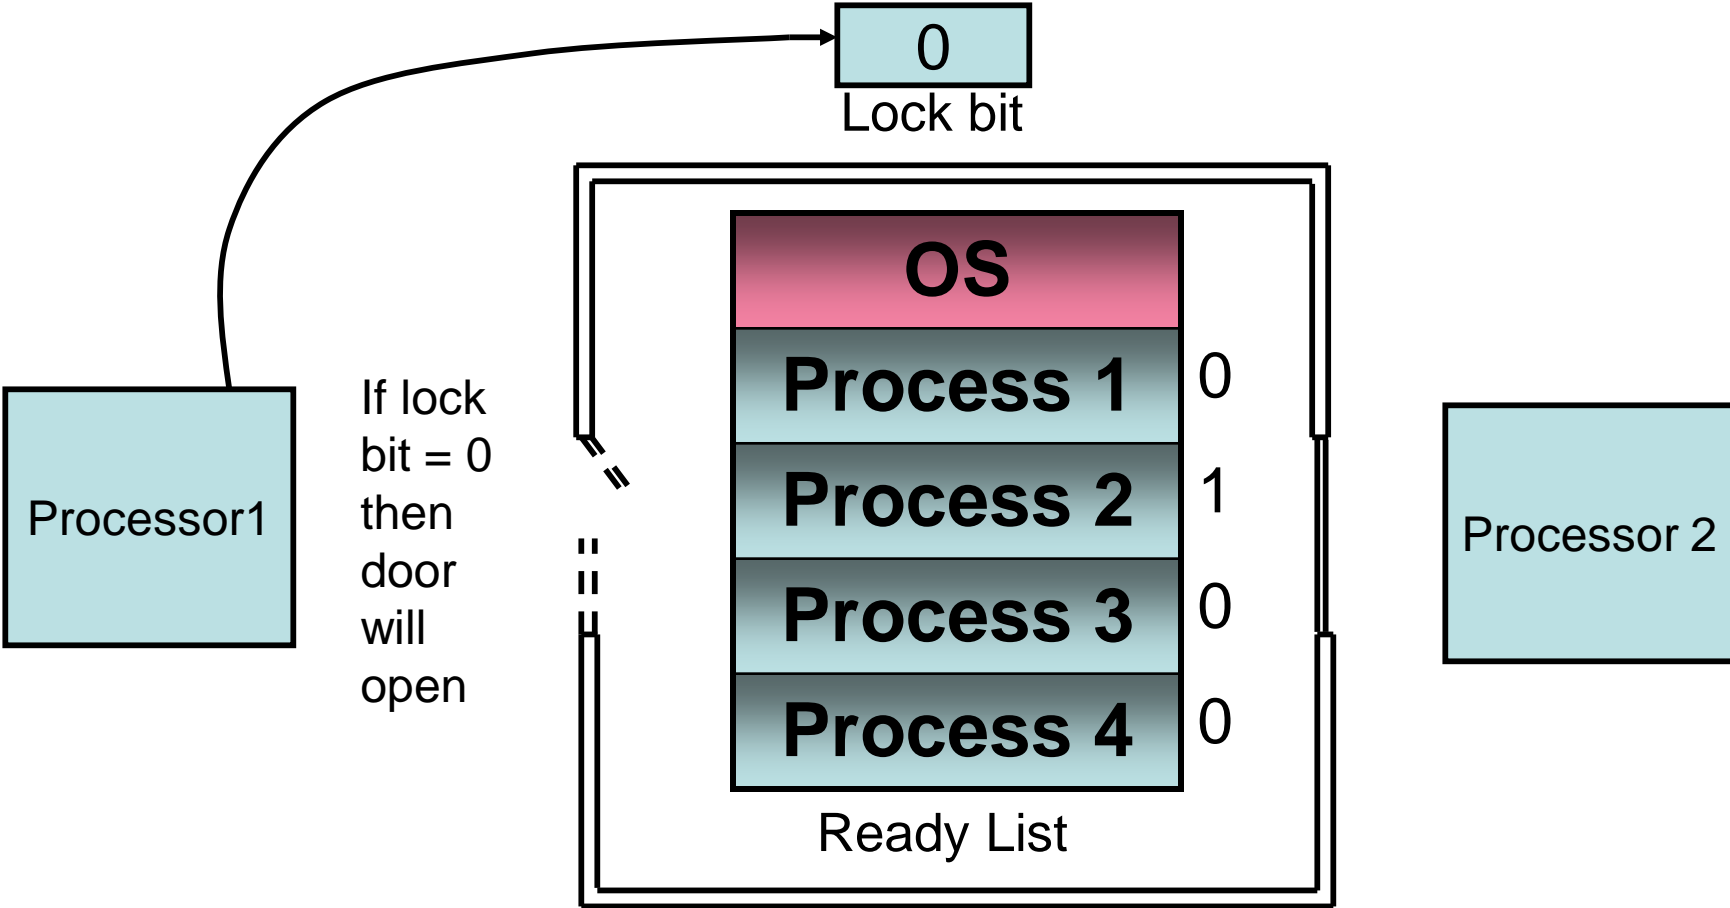 0
Lock bit
OS
Process 1 0
Process 2 1
Process 3 0
Process 4 0
Ready List
If lock
bit = 0
then
door
will
open
Processor1
Processor 2